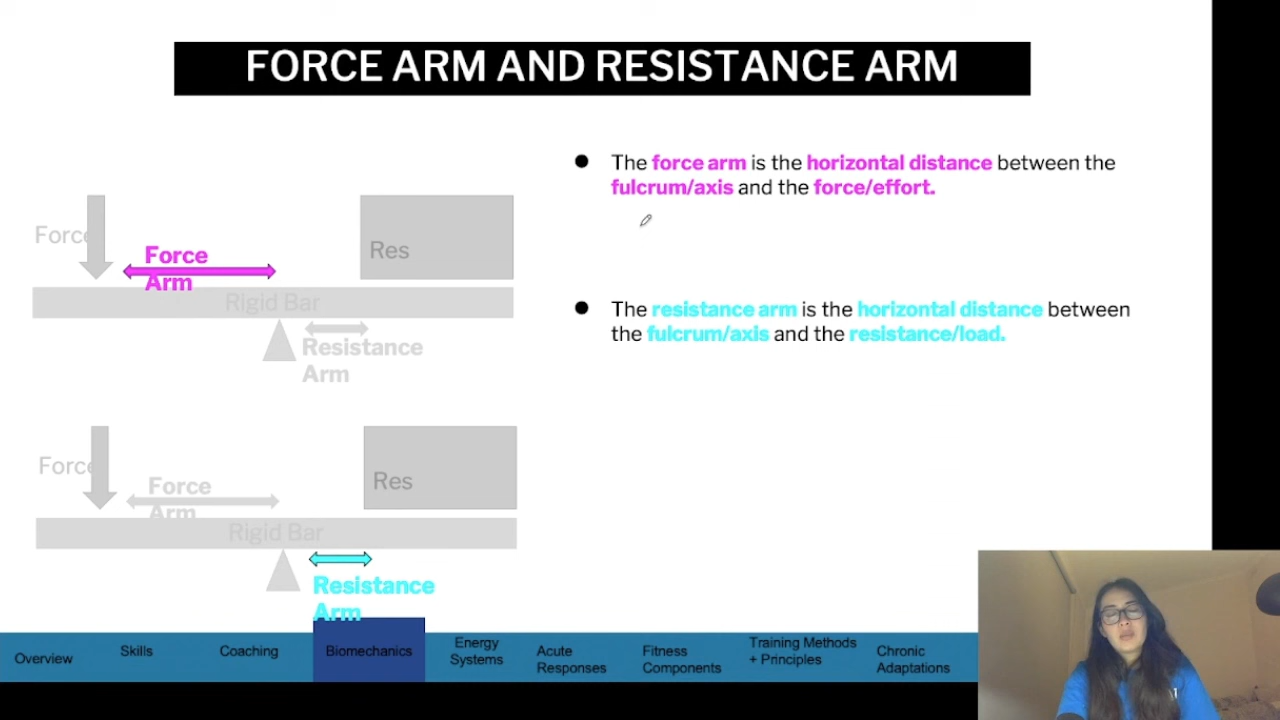 FORCE ARM AND RESISTANCE ARM
The force arm is the horizontal distance between the
fulcrum/axis and the force/effort.
The resistance arm is the horizontal distance between
the fulcrum/axis and the resistance/load.
Force
Force
Arm
Res
Rigid Bar
Resistance
Arm
Force
Force
Arm
Res
Rigid Bar
Resistance
Arm
Overview
Skills
Coaching
Biomechanics
Energy
Systems
Acute
Responses
Fitness
Components
Training Methods
+ Principles
Chronic
Adaptations